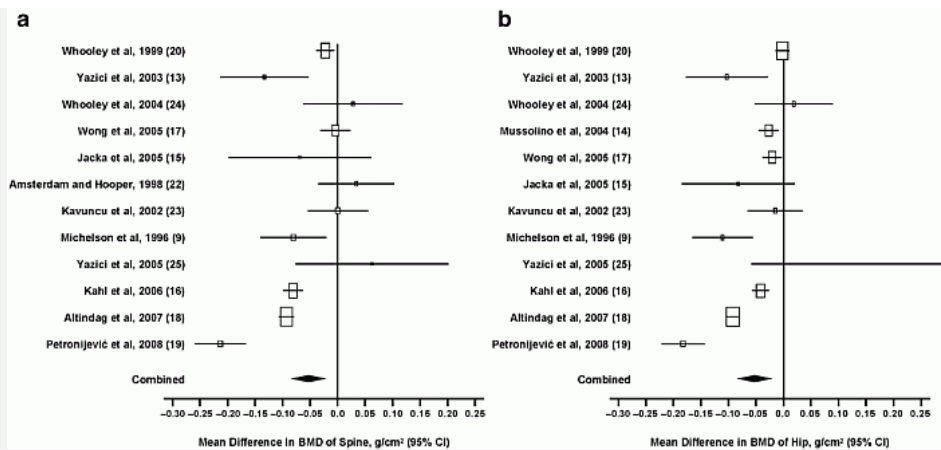 a
Whooley et al, 1999 (20)
Yazici et al, 2003 (13)
Whooley et al, 2004 (24)
Wong et al, 2005 (17)
Jacka et al, 2005 (15)
Amsterdam and Hooper, 1998 (22)
Kavuncu et al, 2002 (23)
Michelson et al, 1996 (9)
Yazici et al, 2005 (25)
Kahl et al, 2006 (16)
Altindag et al, 2007 (18)
Petronijević et al, 2008 (19)
Combined
−0.30 −0.25 −0.20 −0.15 −0.10 −0.05 0.0 0.05 0.10 0.15 0.20 0.25
Mean Difference in BMD of Spine, g/cm² (95% CI)
b
Whooley et al, 1999 (20)
Yazici et al, 2003 (13)
Whooley et al, 2004 (24)
Mussolino et al, 2004 (14)
Wong et al, 2005 (17)
Jacka et al, 2005 (15)
Kavuncu et al, 2002 (23)
Michelson et al, 1996 (9)
Yazici et al, 2005 (25)
Kahl et al, 2006 (16)
Altindag et al, 2007 (18)
Petronijević et al, 2008 (19)
Combined
−0.30 −0.25 −0.20 −0.15 −0.10 −0.05 0.0 0.05 0.10 0.15 0.20 0.25
Mean Difference in BMD of Hip, g/cm² (95% CI)